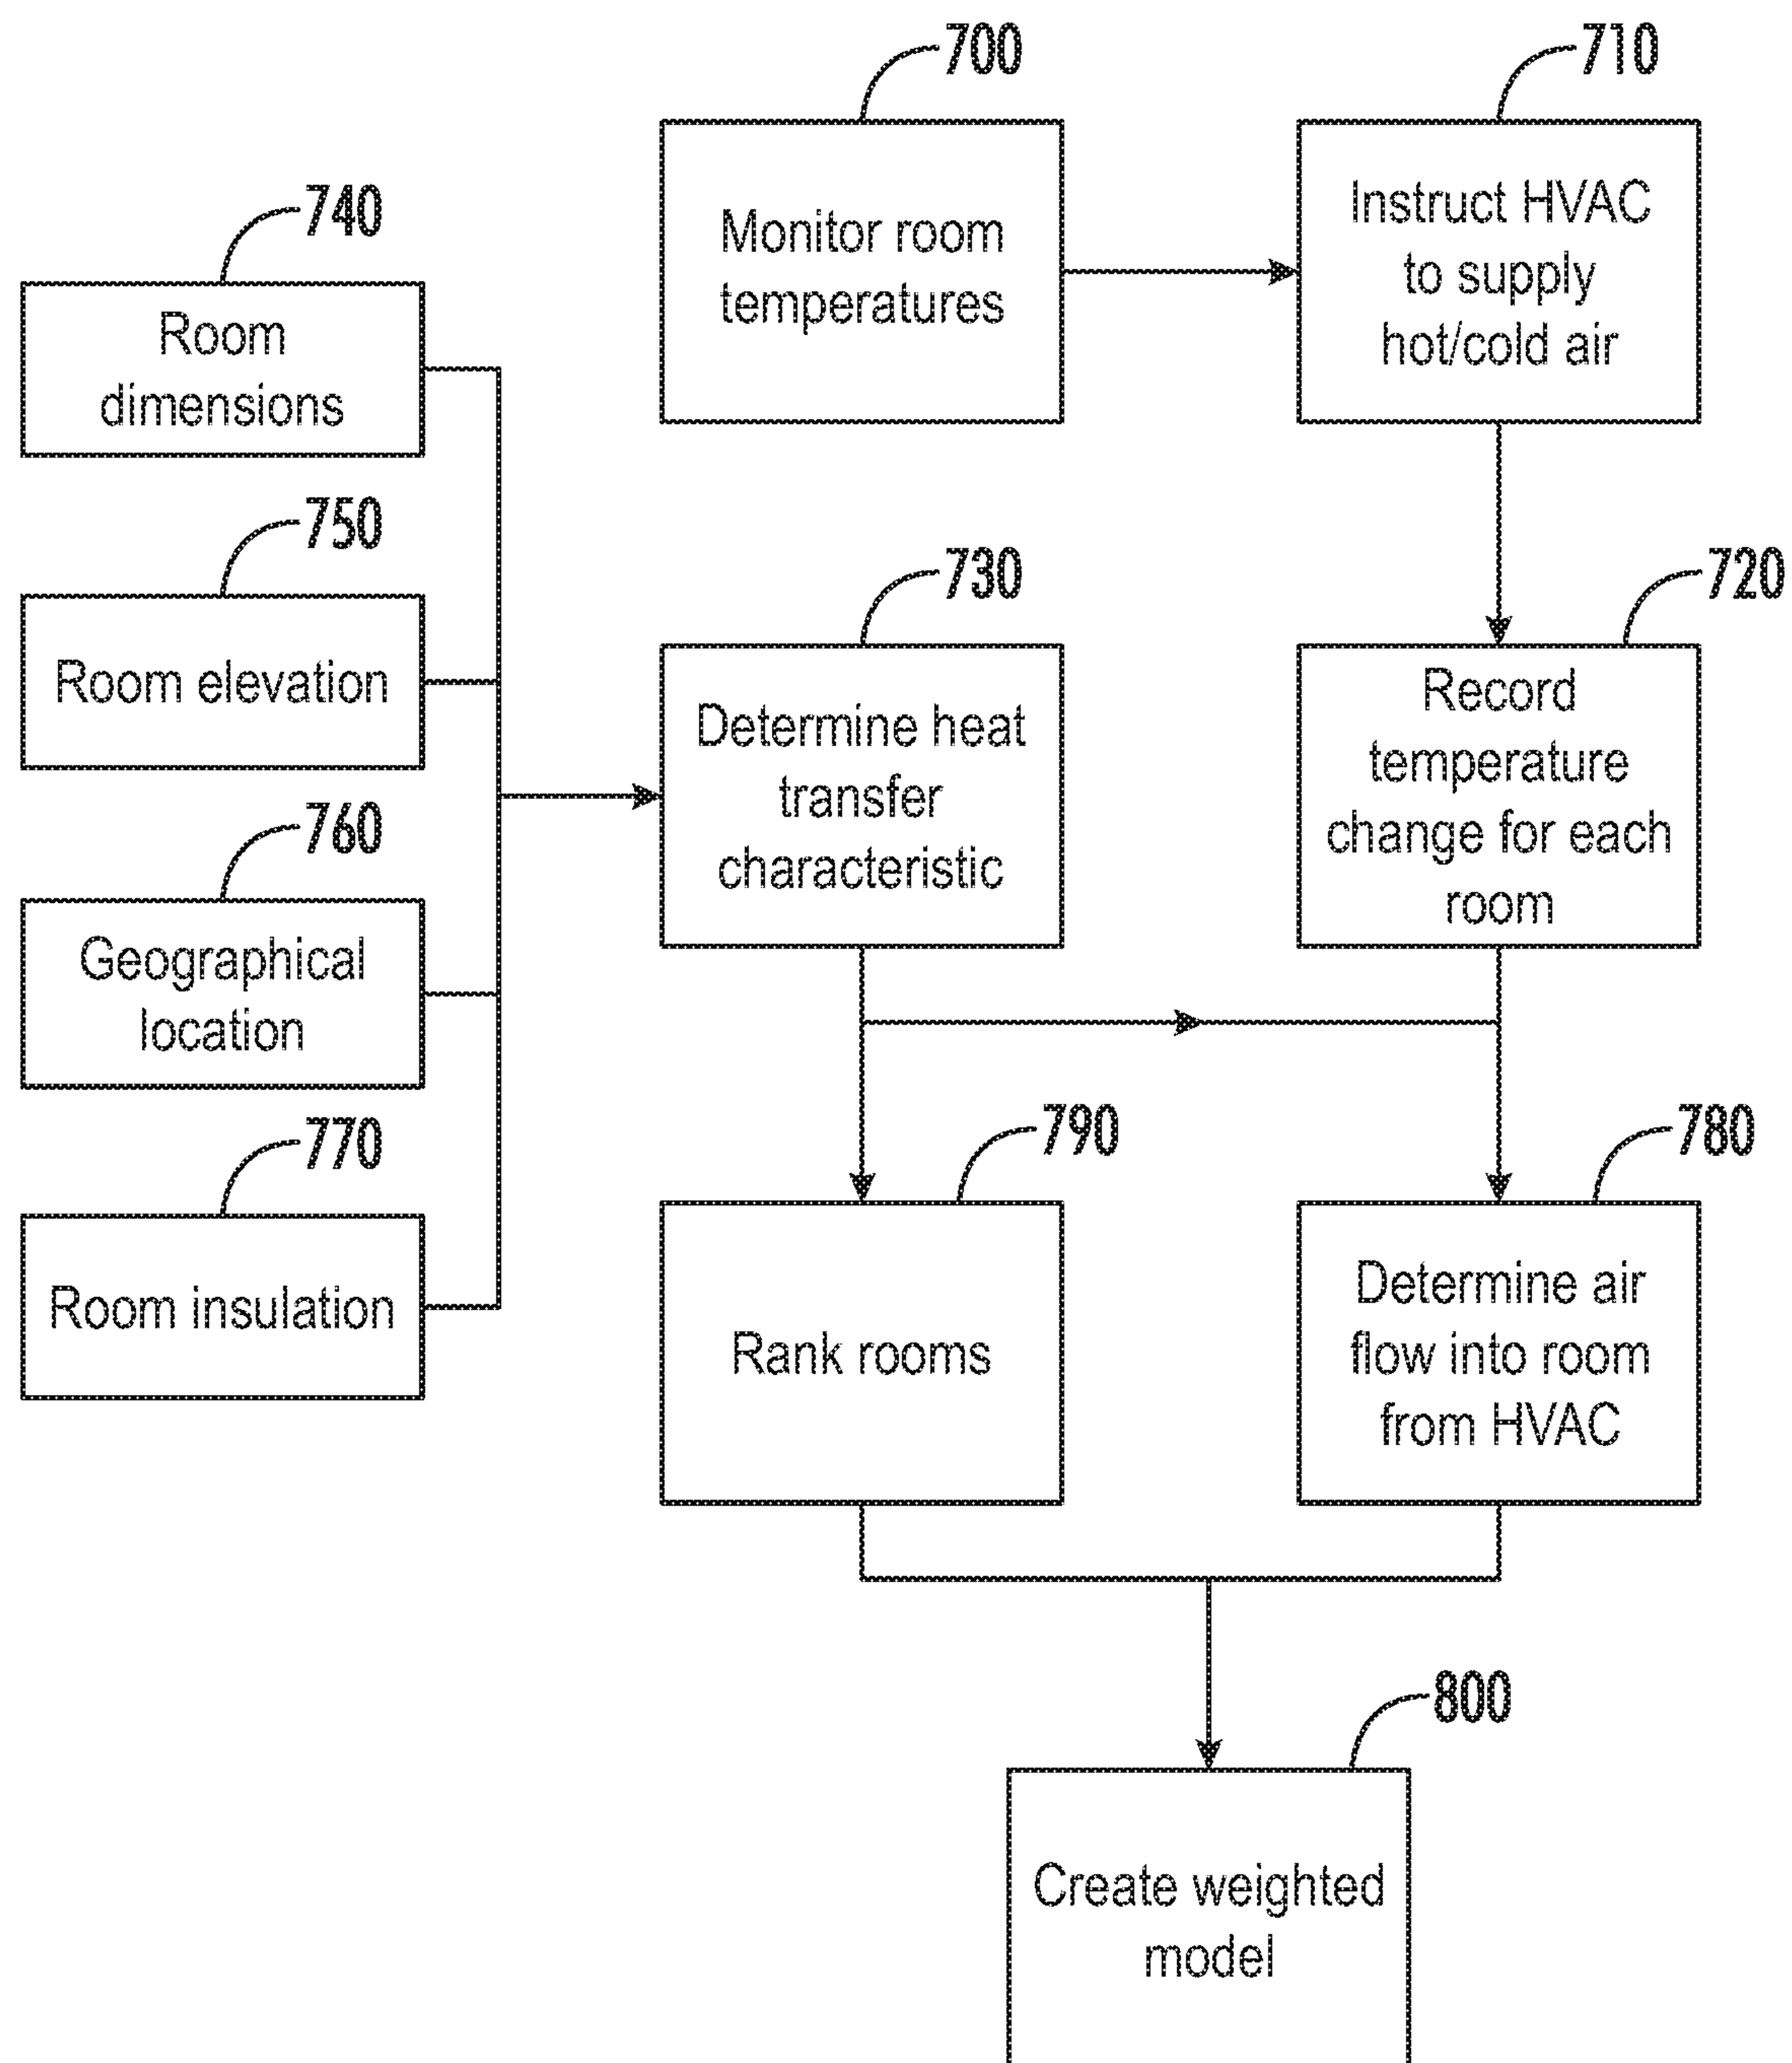 700
Monitor room
temperatures
710
Instruct HVAC
to supply
hot/cold air
740
Room
dimensions
750
Room elevation
760
Geographical
location
770
Room insulation
730
Determine heat
transfer
characteristic
720
Record
temperature
change for each
room
790
Rank rooms
780
Determine air
flow into room
from HVAC
800
Create weighted
model